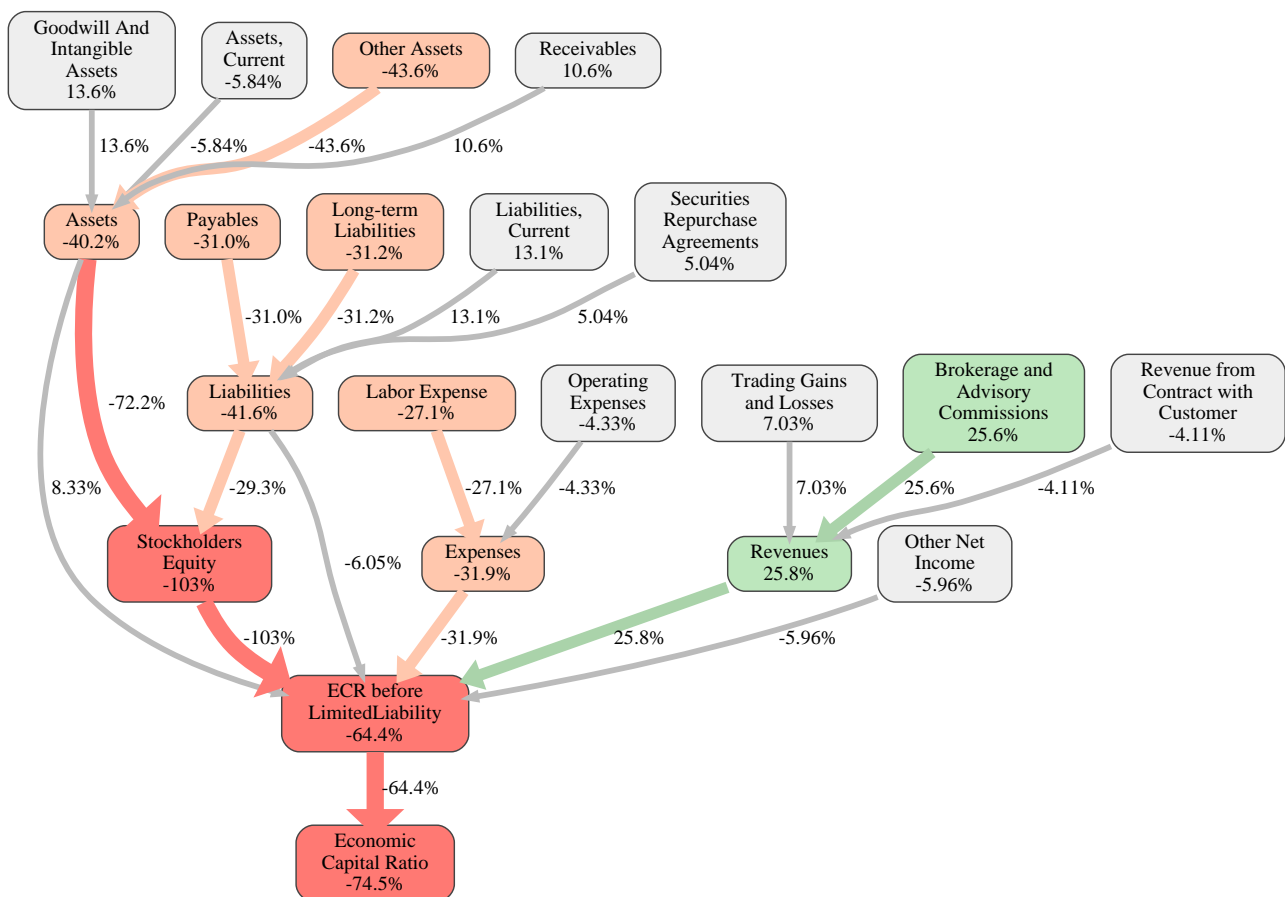 Goodwill And
Intangible
Assets
13.6%
Assets,
Current
-5.84%
Other Assets
-43.6%
Receivables
10.6%
13.6%
-5.84%
-43.6%
10.6%
Assets
-40.2%
Payables
-31.0%
Long-term
Liabilities
-31.2%
Liabilities,
Current
13.1%
Securities
Repurchase
Agreements
5.04%
-31.0%
-31.2%
13.1%
5.04%
Liabilities
-41.6%
Labor Expense
-27.1%
Operating
Expenses
-4.33%
Trading Gains
and Losses
7.03%
Brokerage and
Advisory
Commissions
25.6%
Revenue from
Contract with
Customer
-4.11%
-72.2%
8.33%
-29.3%
-27.1%
-4.33%
7.03%
25.6%
-4.11%
Stockholders
Equity
-103%
-6.05%
Expenses
-31.9%
Revenues
25.8%
Other Net
Income
-5.96%
-103%
-31.9%
25.8%
-5.96%
ECR before
LimitedLiability
-64.4%
-64.4%
Economic
Capital Ratio
-74.5%